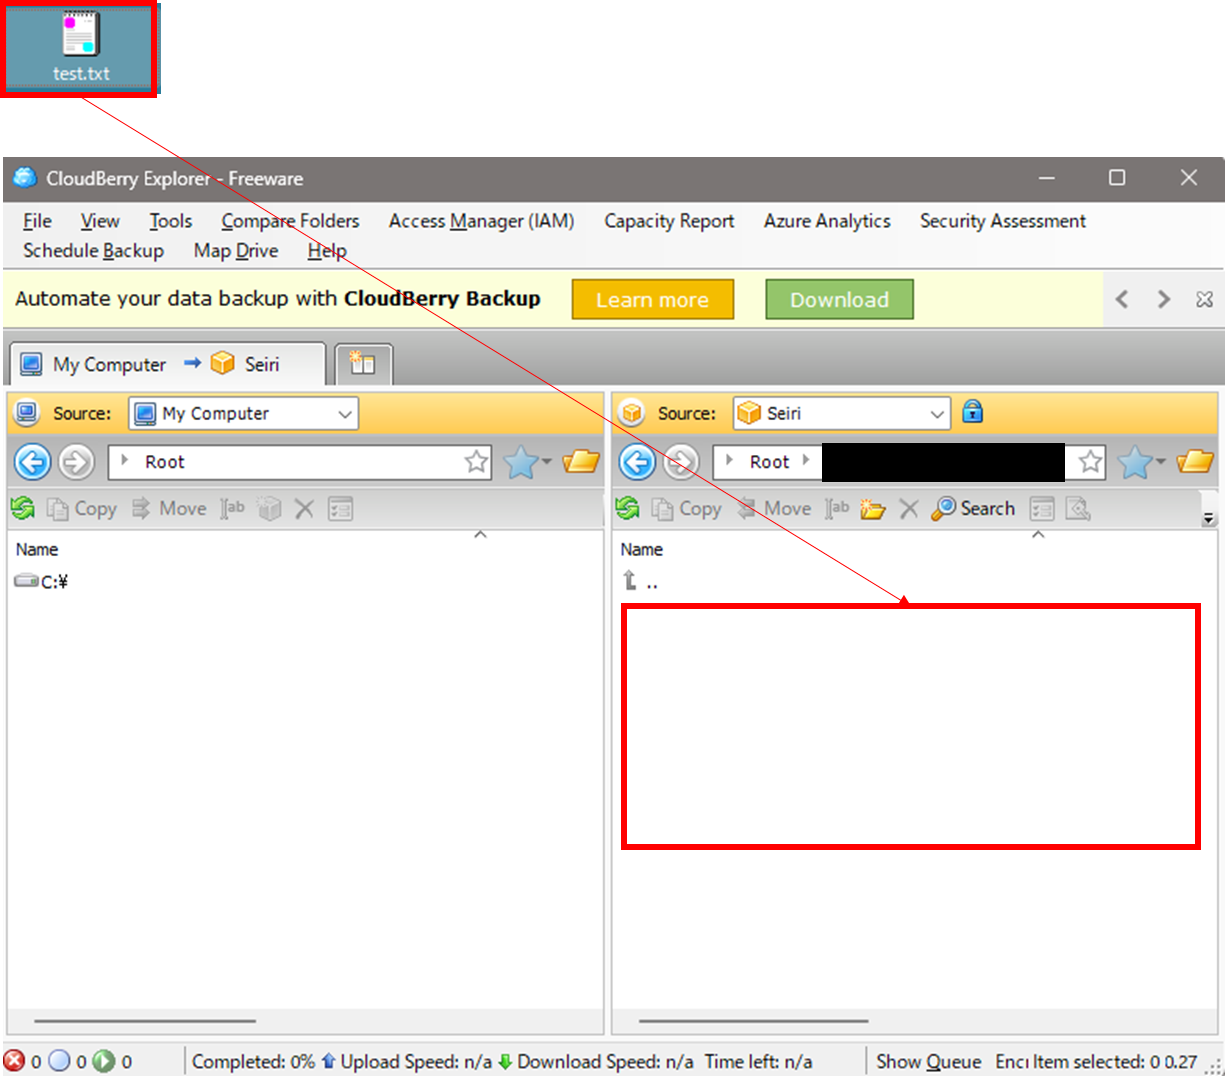 test.txt
CloudBerry Explorer - Freeware
File View Tools Compare Folders Access Manager (IAM) Capacity Report Azure Analytics Security Assessment
Schedule Backup Map Drive Help
Automate your data backup with CloudBerry Backup Learn more Download
My Computer Seiri
Source: My Computer
Root
Copy Move ab
Name
C:¥
Source: Seiri
Root
Copy Move ab Search
Name
..
0 0 0 Completed: 0% Upload Speed: n/a Download Speed: n/a Time left: n/a Show Queue Enci Item selected: 0 0.27